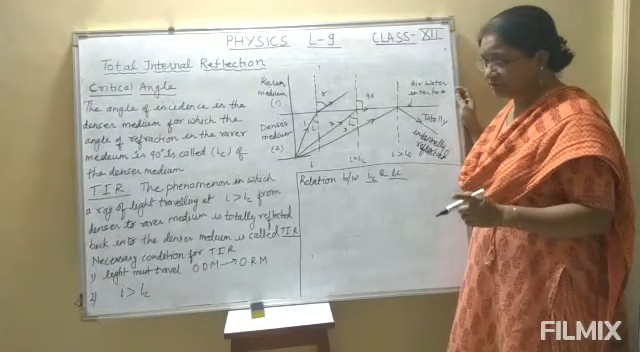 PHYSICS L-9 CLASS-XII
Total Internal Reflection
Critical Angle
The angle of incidence in the
denser medium for which the
angle of refraction in the rarer
medium is 90° is called (ic) of
the denser medium
TIR The phenomenon in which
a ray of light travelling at i > ic from
denser to rarer medium is totally reflected
back into the denser medium is called TIR
Necessary condition for TIR
1) light must travel O D M → O R M
2) i > ic
Rarer
medium
(1)
Denser
medium
(2)
r
90
Air Water
interface
1
2
3
i
i = ic
i > ic
Totally
internally
reflected
Relation b/w ic &
FILMIX